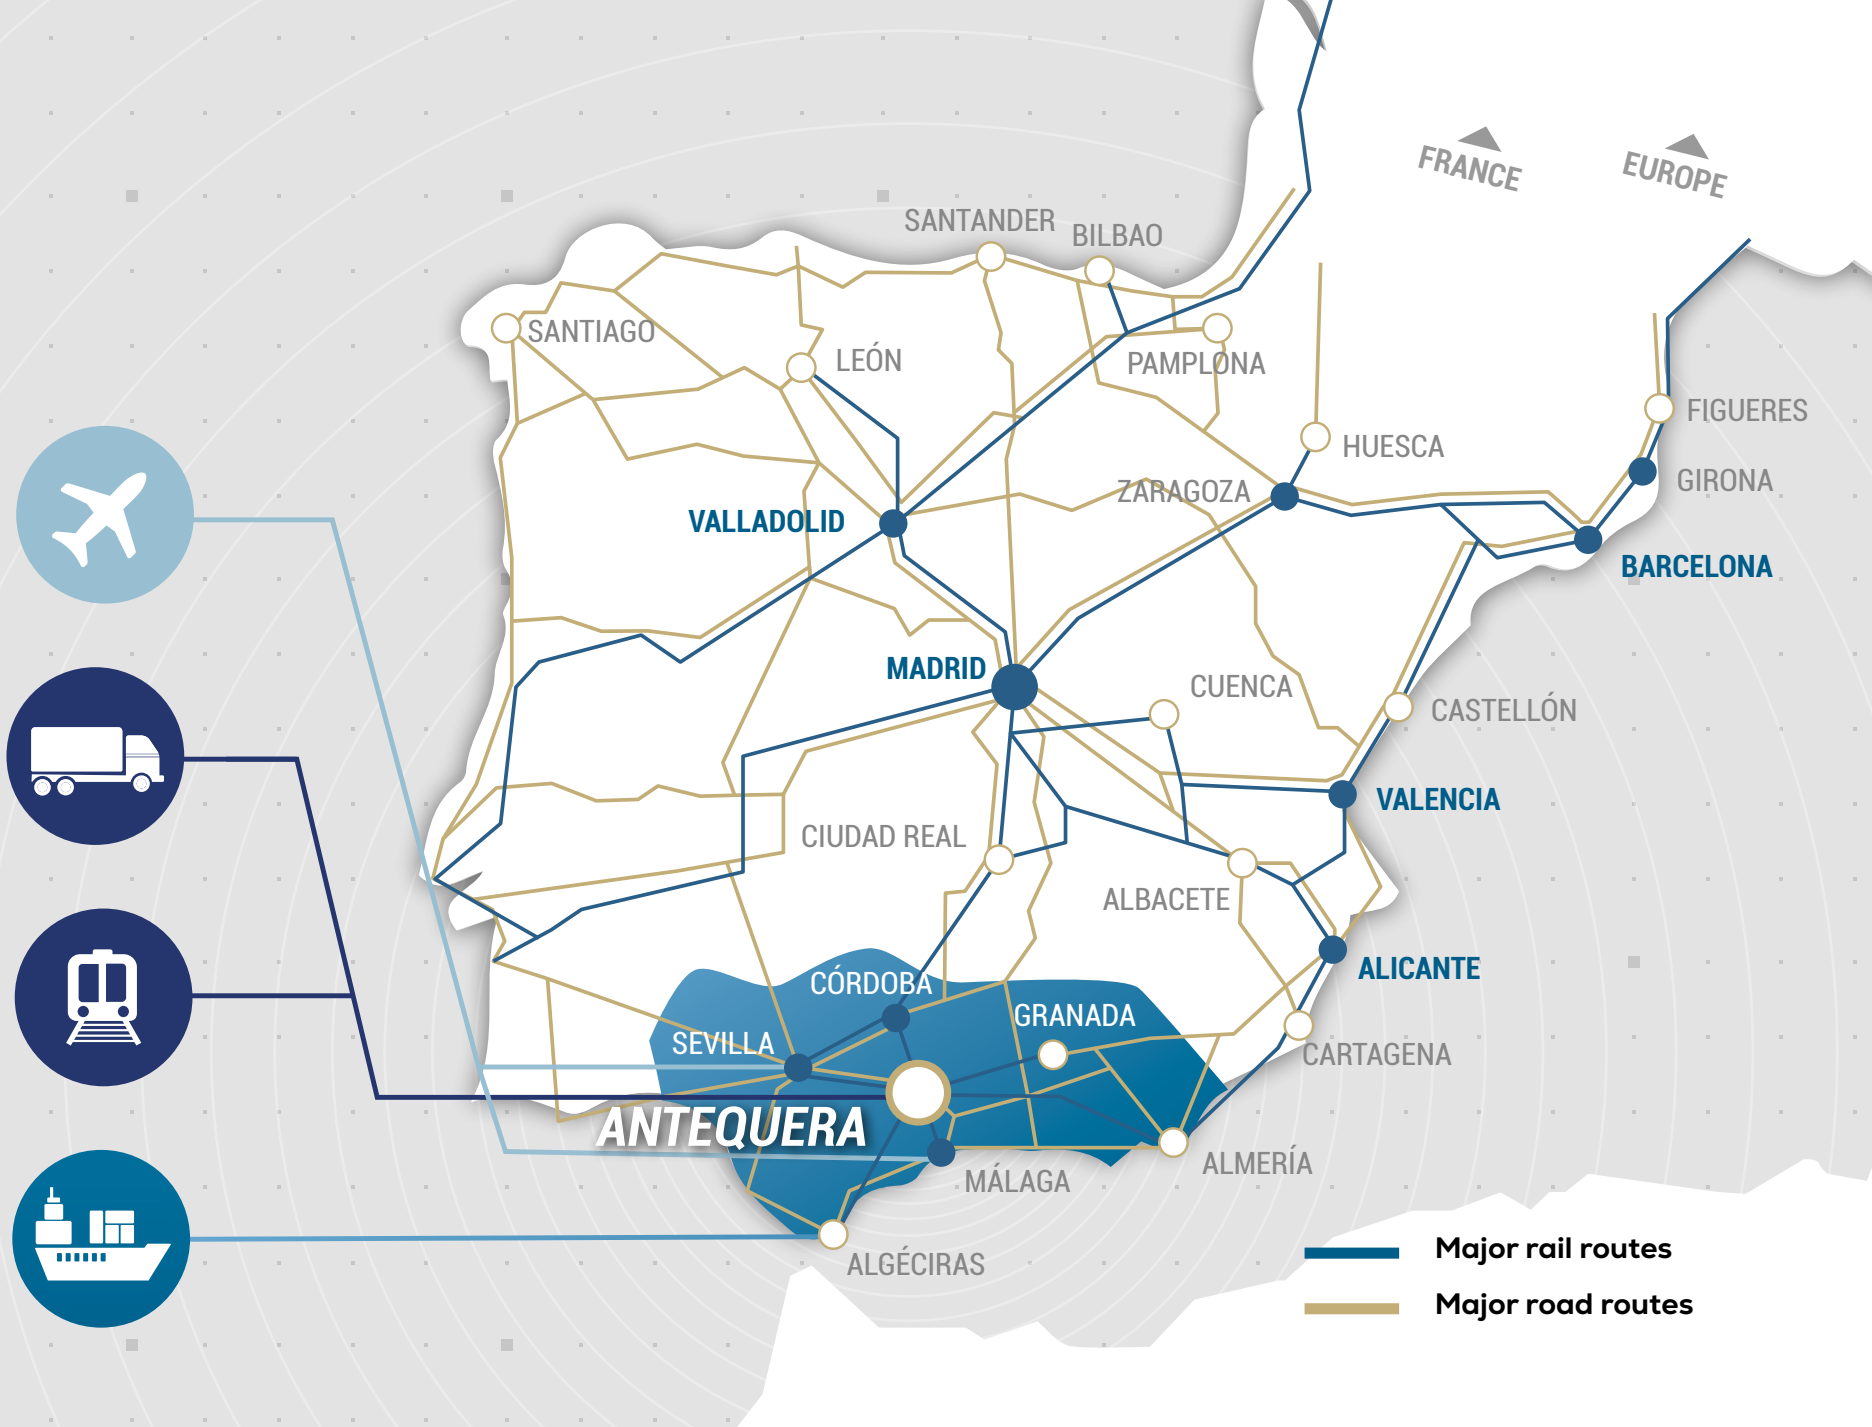 FRANCE
EUROPE
SANTANDER
BILBAO
SANTIAGO
LEÓN
PAMPLONA
FIGUERES
HUESCA
GIRONA
ZARAGOZA
VALLADOLID
BARCELONA
MADRID
CUENCA
CASTELLÓN
VALENCIA
CIUDAD REAL
ALBACETE
ALICANTE
CÓRDOBA
GRANADA
SEVILLA
CARTAGENA
ANTEQUERA
ALMERÍA
MÁLAGA
ALGÉCIRAS
Major rail routes
Major road routes